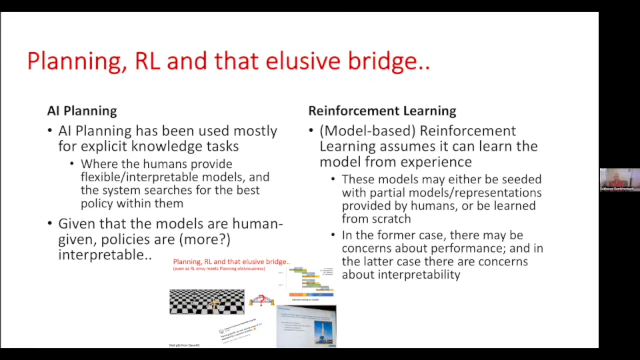 Planning, RL and that elusive bridge..
AI Planning
• AI Planning has been used mostly
for explicit knowledge tasks
• Where the humans provide
flexible/interpretable models, and
the system searches for the best
policy within them
• Given that the models are human-
given, policies are (more?)
interpretable..
Reinforcement Learning
• (Model-based) Reinforcement
Learning assumes it can learn the
model from experience
• These models may either be seeded
with partial models/representations
provided by humans, or be learned
from scratch
• In the former case, there may be
concerns about performance; and in
the latter case there are concerns
about interpretability
Planning, RL and that elusive bridge..
?